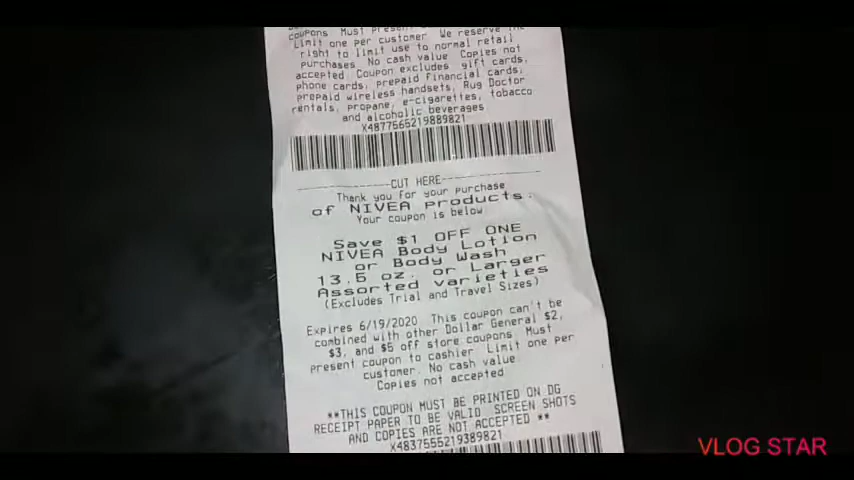 coupons Must present
Limit one per customer We reserve the
right to limit use to normal retail
purchases No cash value Copies not
accepted Coupon excludes gift cards,
phone cards, prepaid financial cards,
prepaid wireless handsets, Rug Doctor
rentals, propane, e-cigarettes, tobacco
and alcoholic beverages
X4877565219889821
CUT HERE
Thank you for your purchase
of NIVEA products.
Your coupon is below
Save $1 OFF ONE
NIVEA Body Lotion
or Body Wash
13.5 oz. or Larger
Assorted varieties
(Excludes Trial and Travel Sizes)
Expires 6/19/2020 This coupon can't be
combined with other Dollar General $2,
$3, and $5 off store coupons Must
present coupon to cashier Limit one per
customer. No cash value
Copies not accepted
**THIS COUPON MUST BE PRINTED ON DG
RECEIPT PAPER TO BE VALID SCREEN SHOTS
AND COPIES ARE NOT ACCEPTED **
X4837555219389821
VLOG STAR